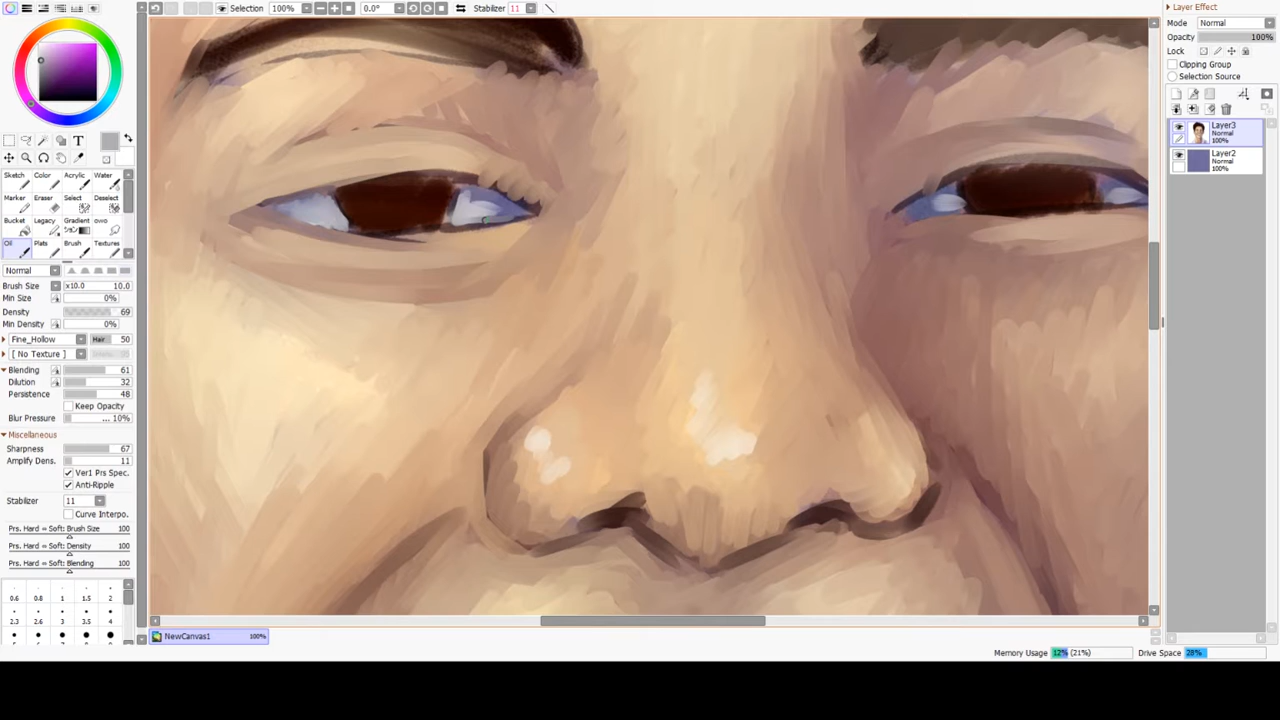 Selection 100% 0.0° Stabilizer 11
T
Sketch Color Acrylic Water
Marker Eraser Select Deselect
Bucket Legacy Gradient owo
Oil Plats Brush Textures
Normal
Brush Size x10.0 10.0
Min Size 0%
Density 69
Min Density 0%
Fine_Hollow Hair 50
[ No Texture ]
Blending 61
Dilution 32
Persistence 48
Keep Opacity
Blur Pressure ... 10%
Miscellaneous
Sharpness 67
Amplify Dens. 11
Ver1 Prs Spec.
Anti-Ripple
Stabilizer 11
Curve Interpo.
Prs. Hard ⇔ Soft: Brush Size 100
Prs. Hard ⇔ Soft: Density 100
Prs. Hard ⇔ Soft: Blending 100
0.6 0.8 1 1.5 2
2.3 2.6 3 3.5 4
NewCanvas1 100%
Layer Effect
Mode Normal
Opacity 100%
Lock
Clipping Group
Selection Source
Layer3
Normal
100%
Layer2
Normal
100%
Memory Usage 12% (21%) Drive Space 28%